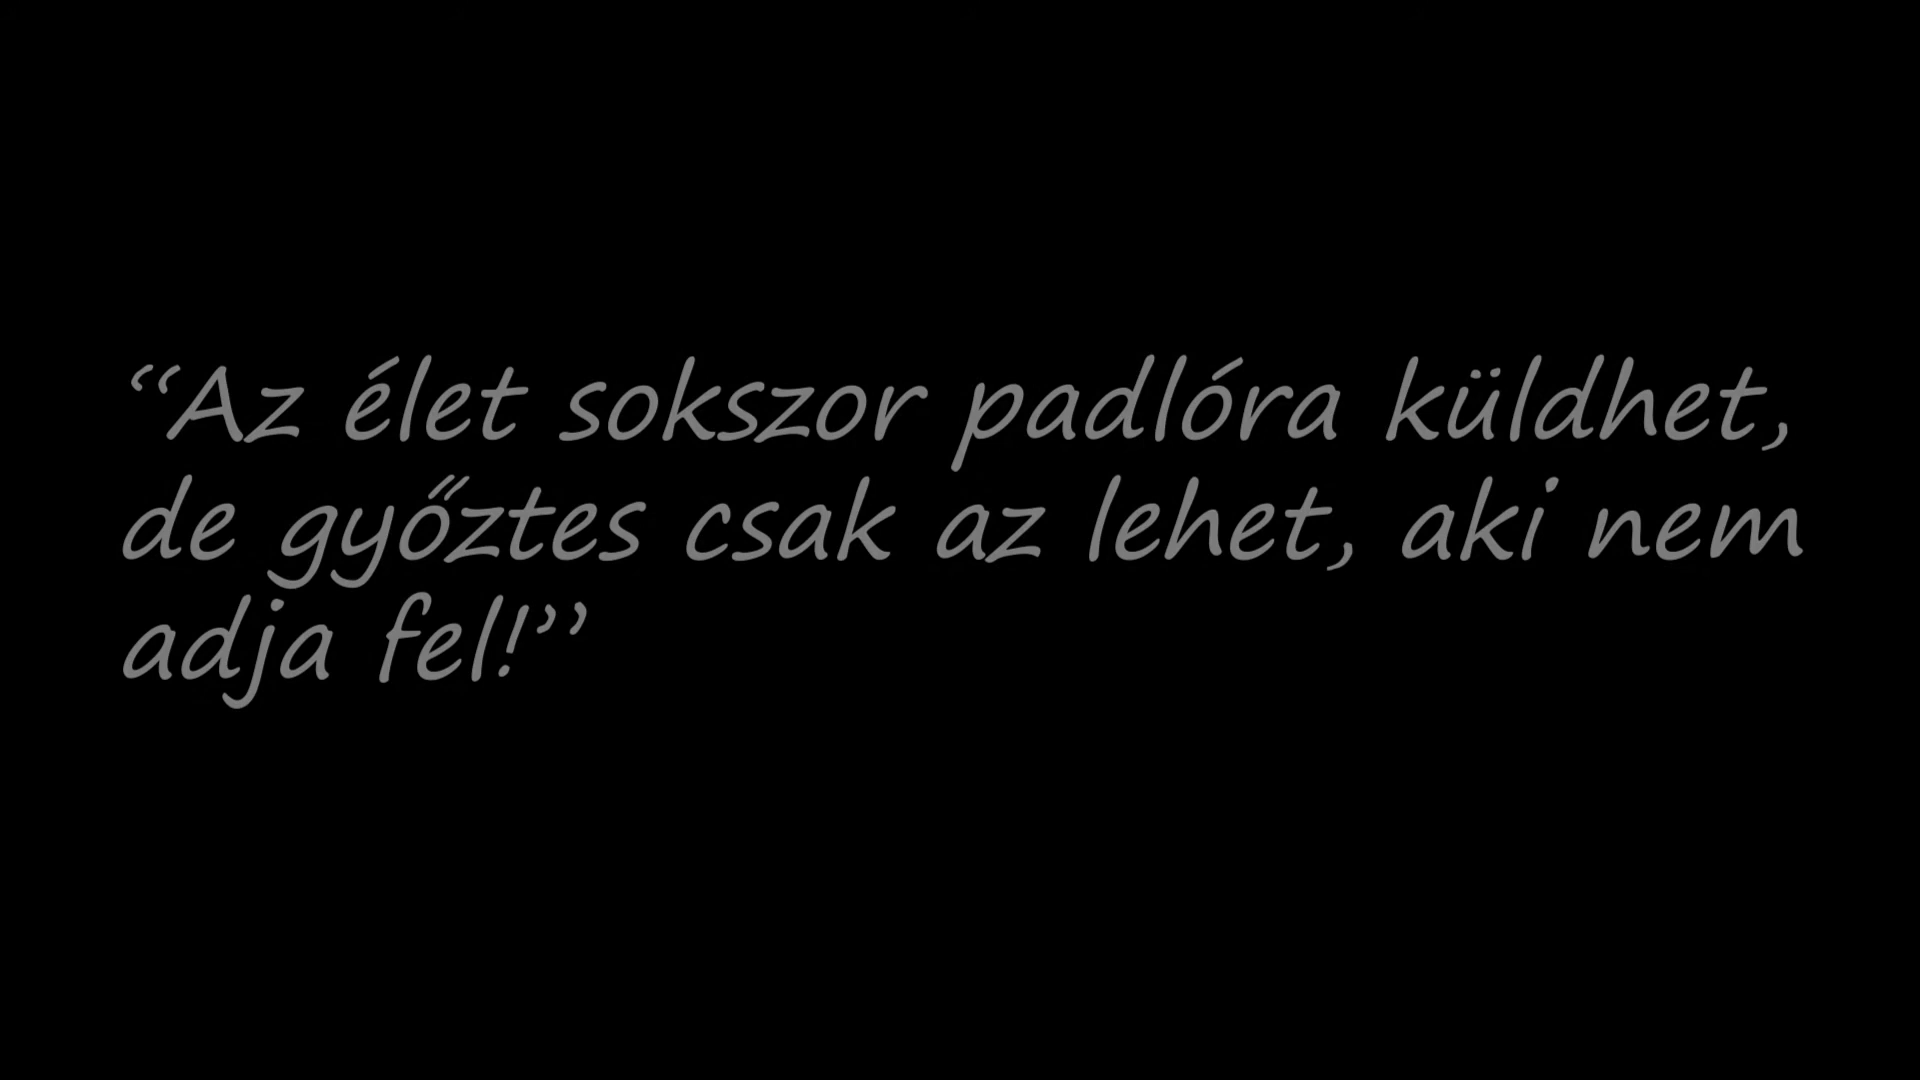 “Az élet sokszor padlóra küldhet,
de győztes csak az lehet, aki nem
adja fel!”